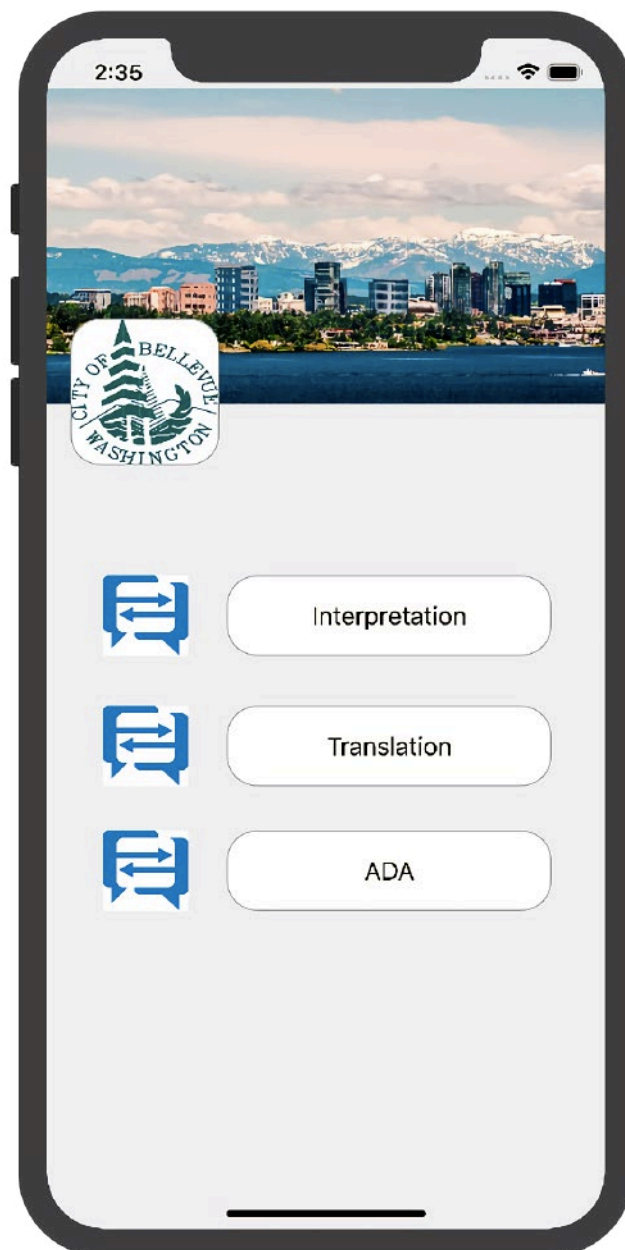 2:35
CITY OF BELLEVUE
WASHINGTON
Interpretation
Translation
ADA